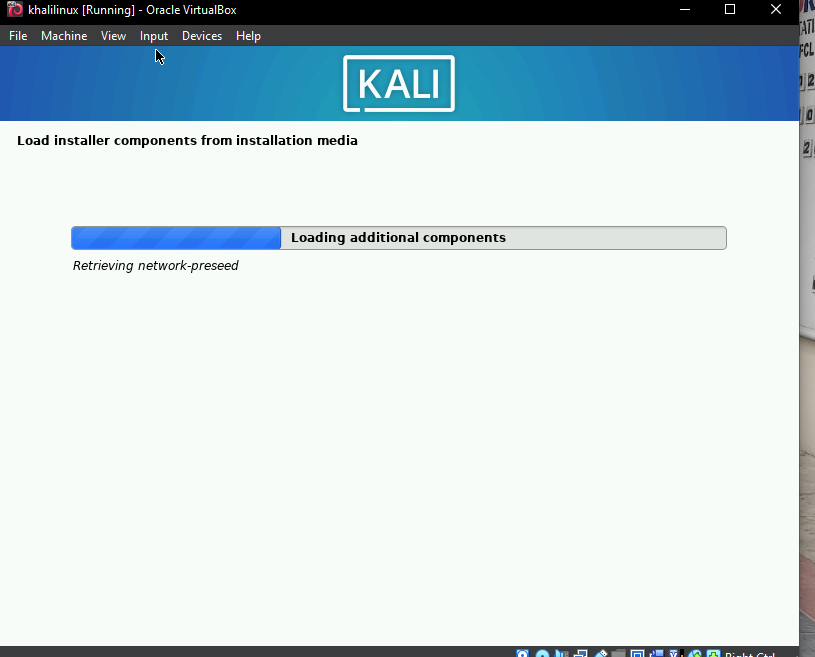 khalilinux [Running] - Oracle VirtualBox
File Machine View Input Devices Help
KALI
Load installer components from installation media
Loading additional components
Retrieving network-preseed
Right Ctrl